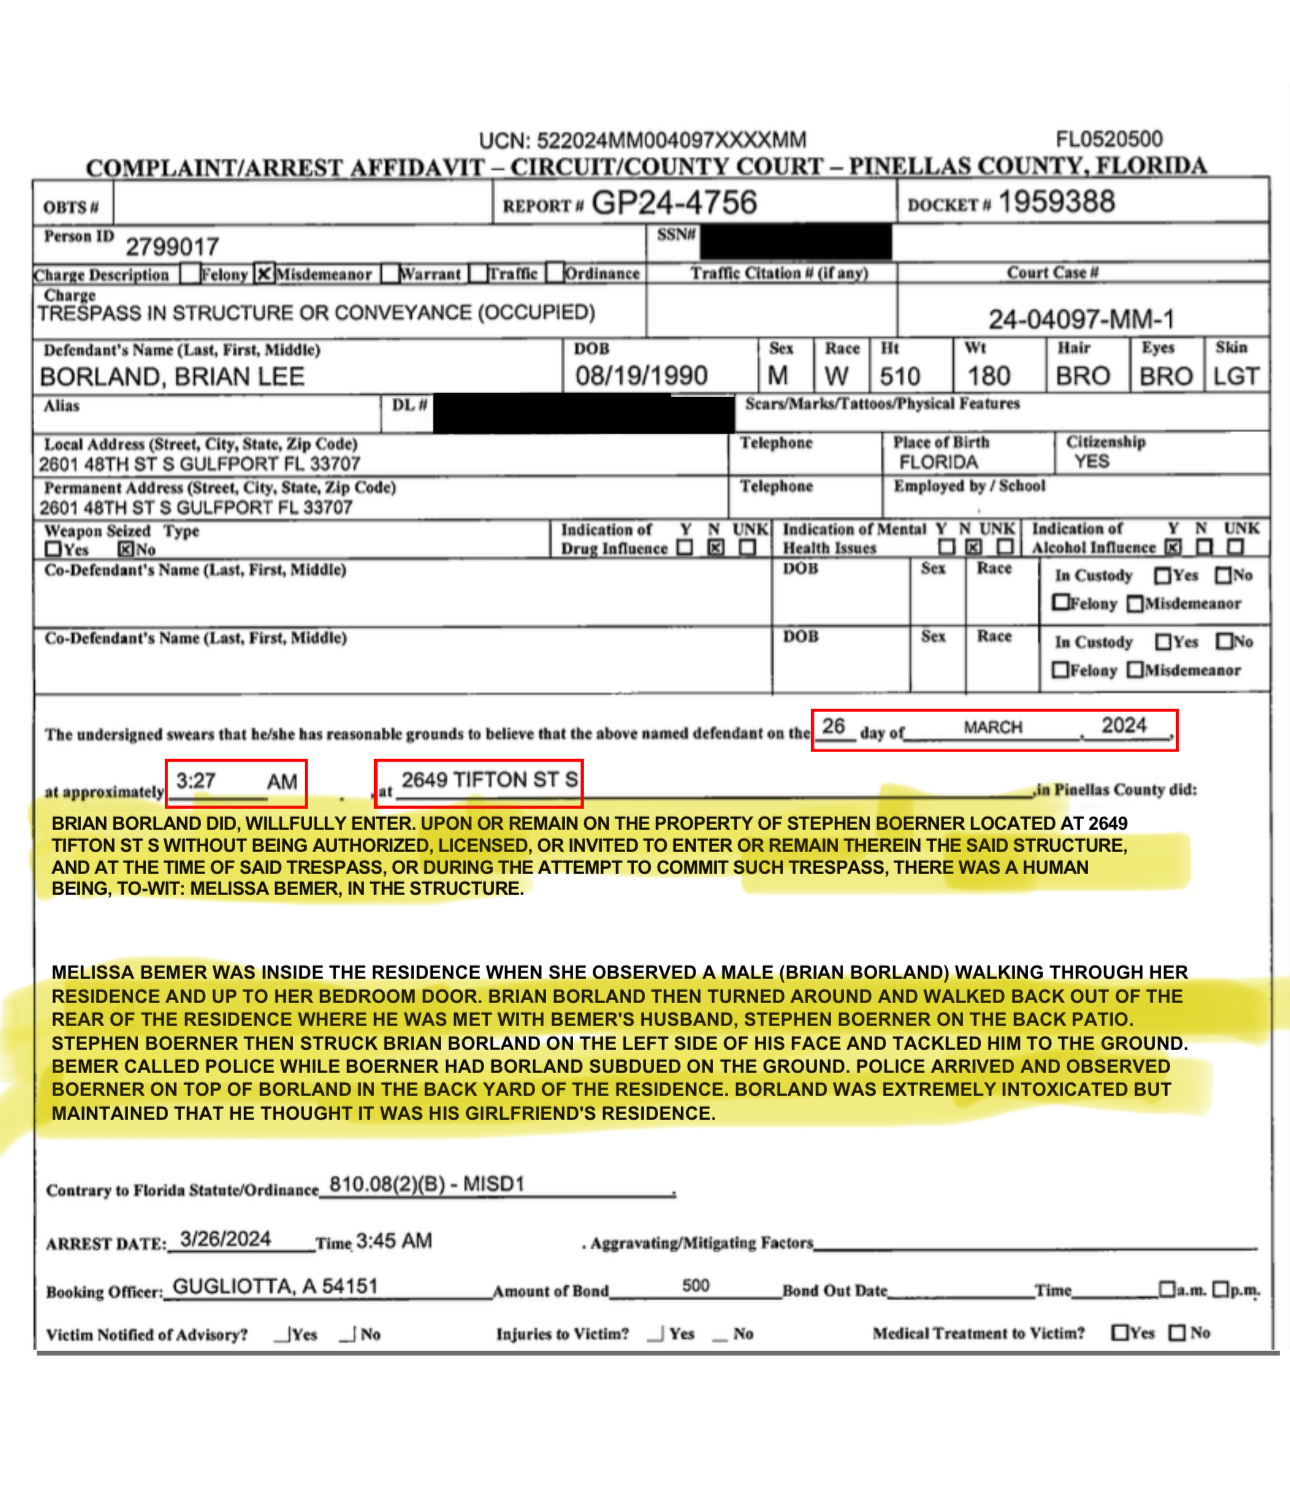 UCN: 522024MM004097XXXXMM FL0520500
COMPLAINT/ARREST AFFIDAVIT – CIRCUIT/COUNTY COURT – PINELLAS COUNTY, FLORIDA
OBTS # REPORT # GP24-4756 DOCKET # 1959388
Person ID 2799017 SSN#
Charge Description Felony Misdemeanor Warrant Traffic Ordinance Traffic Citation # (if any) Court Case #
Charge
TRESPASS IN STRUCTURE OR CONVEYANCE (OCCUPIED) 24-04097-MM-1
Defendant's Name (Last, First, Middle) DOB Sex Race Ht Wt Hair Eyes Skin
BORLAND, BRIAN LEE 08/19/1990 M W 510 180 BRO BRO LGT
Alias DL # Scars/Marks/Tattoos/Physical Features
Local Address (Street, City, State, Zip Code) Telephone Place of Birth Citizenship
2601 48TH ST S GULFPORT FL 33707 FLORIDA YES
Permanent Address (Street, City, State, Zip Code) Telephone Employed by / School
2601 48TH ST S GULFPORT FL 33707
Weapon Seized Type Indication of Y N UNK Indication of Mental Y N UNK Indication of Y N UNK
Yes No Drug Influence Health Issues Alcohol Influence
Co-Defendant's Name (Last, First, Middle) DOB Sex Race In Custody Yes No
Felony Misdemeanor
Co-Defendant's Name (Last, First, Middle) DOB Sex Race In Custody Yes No
Felony Misdemeanor
The undersigned swears that he/she has reasonable grounds to believe that the above named defendant on the 26 day of MARCH, 2024,
at approximately 3:27 AM , at 2649 TIFTON ST S ,in Pinellas County did:
BRIAN BORLAND DID, WILLFULLY ENTER. UPON OR REMAIN ON THE PROPERTY OF STEPHEN BOERNER LOCATED AT 2649
TIFTON ST S WITHOUT BEING AUTHORIZED, LICENSED, OR INVITED TO ENTER OR REMAIN THEREIN THE SAID STRUCTURE,
AND AT THE TIME OF SAID TRESPASS, OR DURING THE ATTEMPT TO COMMIT SUCH TRESPASS, THERE WAS A HUMAN
BEING, TO-WIT: MELISSA BEMER, IN THE STRUCTURE.
MELISSA BEMER WAS INSIDE THE RESIDENCE WHEN SHE OBSERVED A MALE (BRIAN BORLAND) WALKING THROUGH HER
RESIDENCE AND UP TO HER BEDROOM DOOR. BRIAN BORLAND THEN TURNED AROUND AND WALKED BACK OUT OF THE
REAR OF THE RESIDENCE WHERE HE WAS MET WITH BEMER'S HUSBAND, STEPHEN BOERNER ON THE BACK PATIO.
STEPHEN BOERNER THEN STRUCK BRIAN BORLAND ON THE LEFT SIDE OF HIS FACE AND TACKLED HIM TO THE GROUND.
BEMER CALLED POLICE WHILE BOERNER HAD BORLAND SUBDUED ON THE GROUND. POLICE ARRIVED AND OBSERVED
BOERNER ON TOP OF BORLAND IN THE BACK YARD OF THE RESIDENCE. BORLAND WAS EXTREMELY INTOXICATED BUT
MAINTAINED THAT HE THOUGHT IT WAS HIS GIRLFRIEND'S RESIDENCE.
Contrary to Florida Statute/Ordinance 810.08(2)(B) - MISD1 .
ARREST DATE: 3/26/2024 Time 3:45 AM . Aggravating/Mitigating Factors
Booking Officer: GUGLIOTTA, A 54151 Amount of Bond 500 Bond Out Date Time a.m. p.m.
Victim Notified of Advisory? Yes No Injuries to Victim? Yes No Medical Treatment to Victim? Yes No